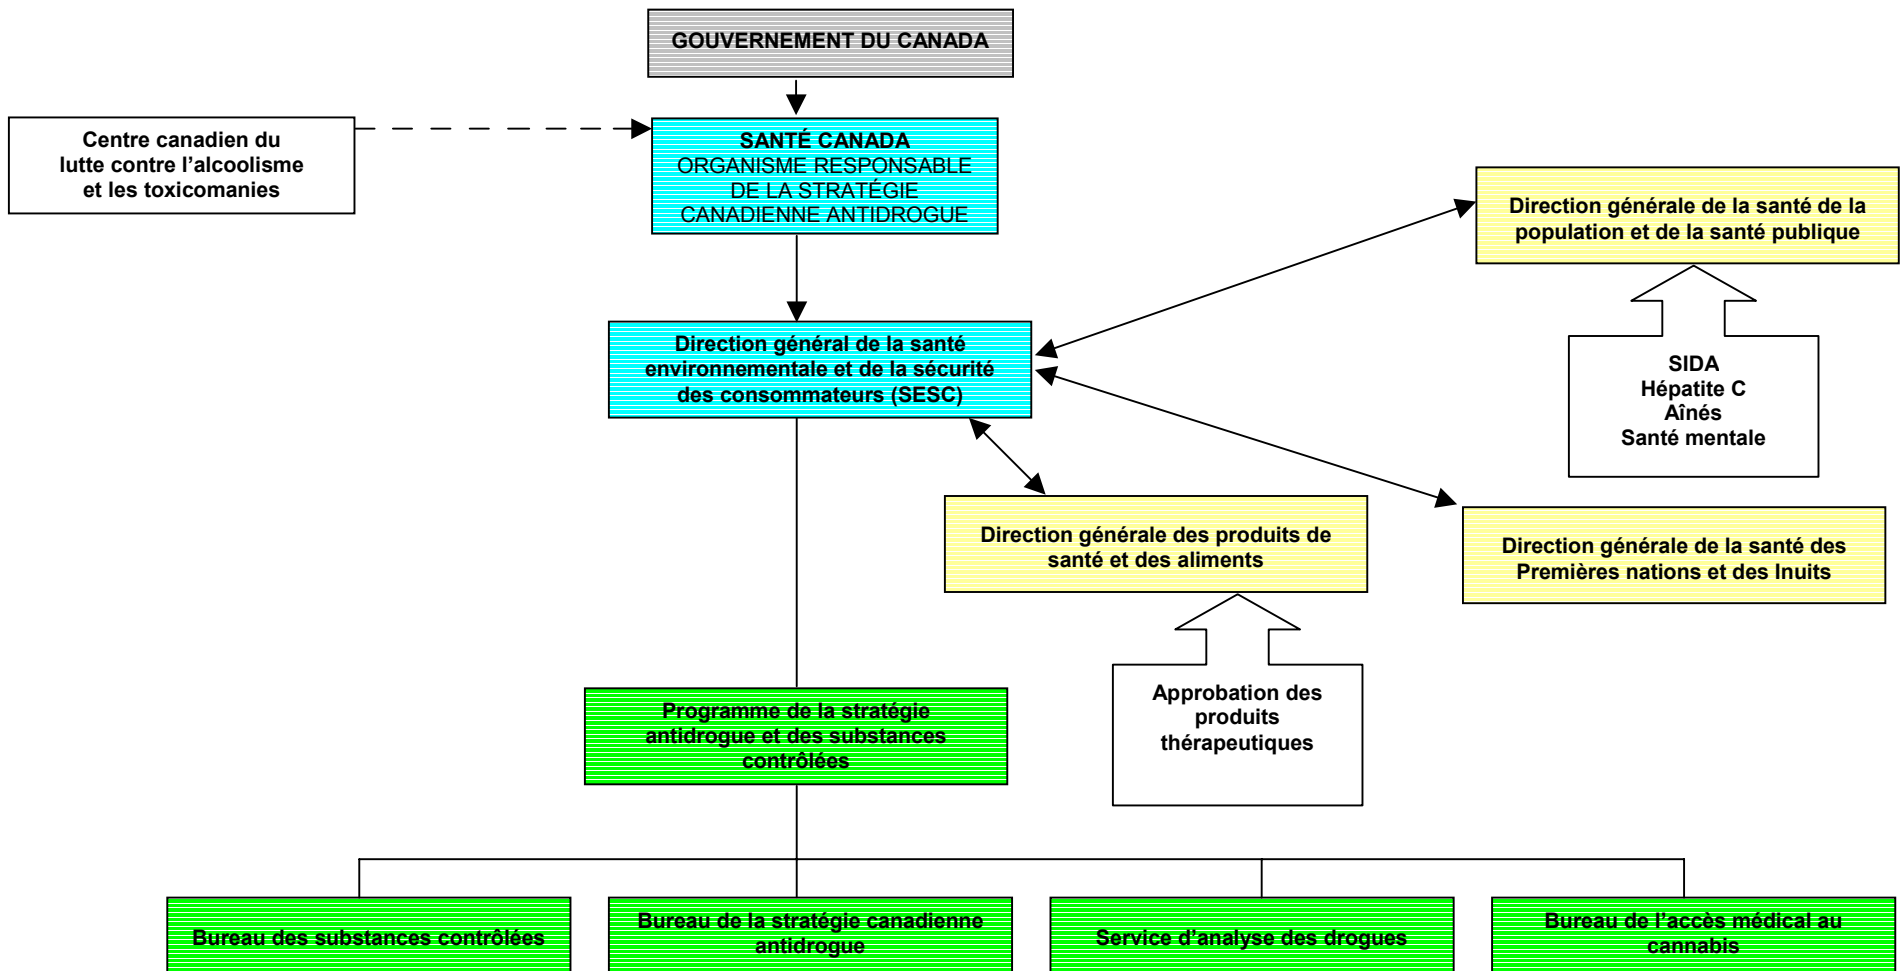 GOUVERNEMENT DU CANADA
Centre canadien du
lutte contre l'alcoolisme
et les toxicomanies
SANTÉ CANADA
ORGANISME RESPONSABLE
DE LA STRATÉGIE
CANADIENNE ANTIDROGUE
Direction générale de la santé de la
population et de la santé publique
SIDA
Hépatite C
Aînés
Santé mentale
Direction général de la santé
environnementale et de la sécurité
des consommateurs (SESC)
Direction générale des produits de
santé et des aliments
Direction générale de la santé des
Premières nations et des Inuits
Approbation des
produits
thérapeutiques
Programme de la stratégie
antidrogue et des substances
contrôlées
Bureau des substances contrôlées
Bureau de la stratégie canadienne
antidrogue
Service d'analyse des drogues
Bureau de l'accès médical au
cannabis